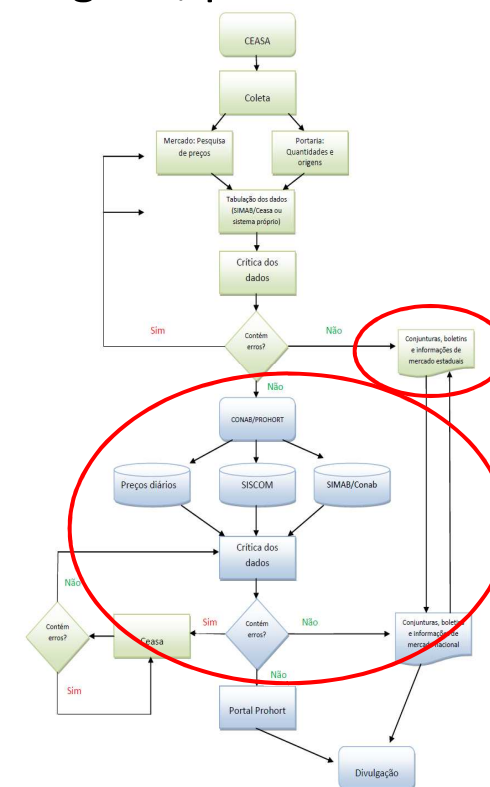 CEASA
Coleta
Mercado: Pesquisa
de preços
Portaria:
Quantidades e
origens
Tabulação dos dados
(SIMAB/Ceasa ou
sistema próprio)
Crítica dos
dados
Sim
Contém
erros?
Não
Conjunturas, boletins
e informações de
mercado estaduais
Não
CONAB/PROHORT
Preços diários
SISCOM
SIMAB/Conab
Crítica dos
dados
Não
Contém
erros?
Ceasa
Sim
Contém
erros?
Não
Conjunturas, boletins
e informações de
mercado nacional
Sim
Não
Portal Prohort
Divulgação